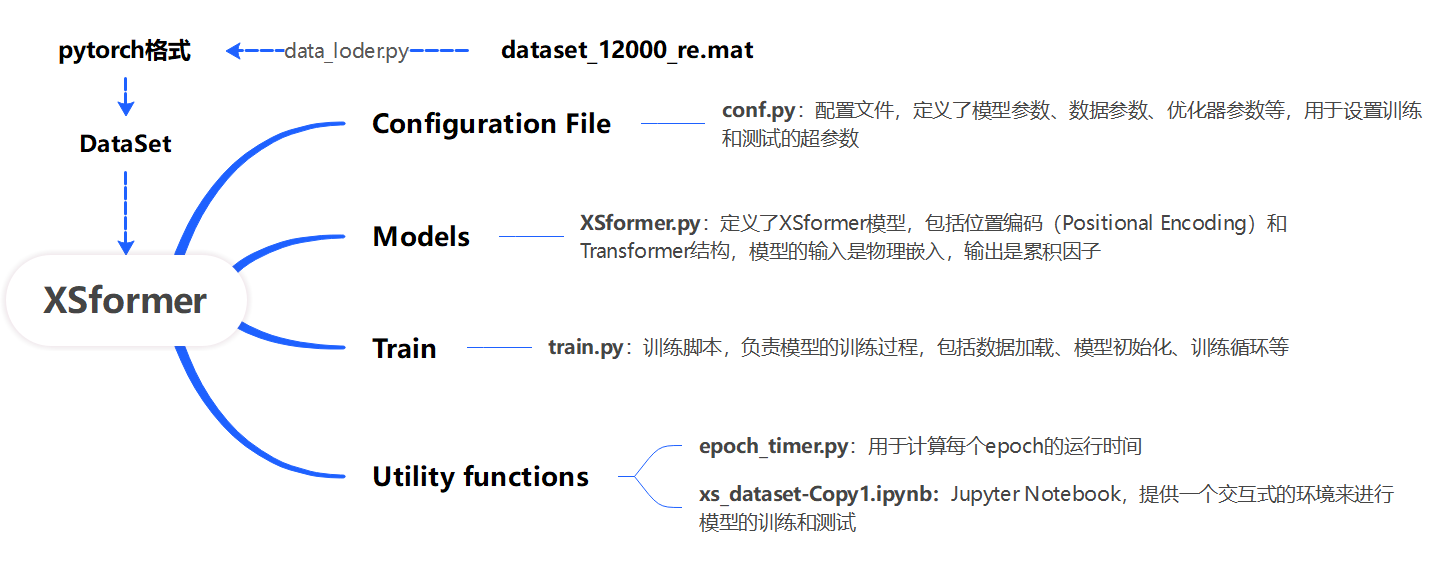 pytorch格式
data_loder.py
dataset_12000_re.mat
DataSet
XSformer
Configuration File
conf.py：配置文件，定义了模型参数、数据参数、优化器参数等，用于设置训练
和测试的超参数
Models
XSformer.py：定义了XSformer模型，包括位置编码（Positional Encoding）和
Transformer结构，模型的输入是物理嵌入，输出是累积因子
Train
train.py：训练脚本，负责模型的训练过程，包括数据加载、模型初始化、训练循环等
Utility functions
epoch_timer.py：用于计算每个epoch的运行时间
xs_dataset-Copy1.ipynb：Jupyter Notebook，提供一个交互式的环境来进行
模型的训练和测试